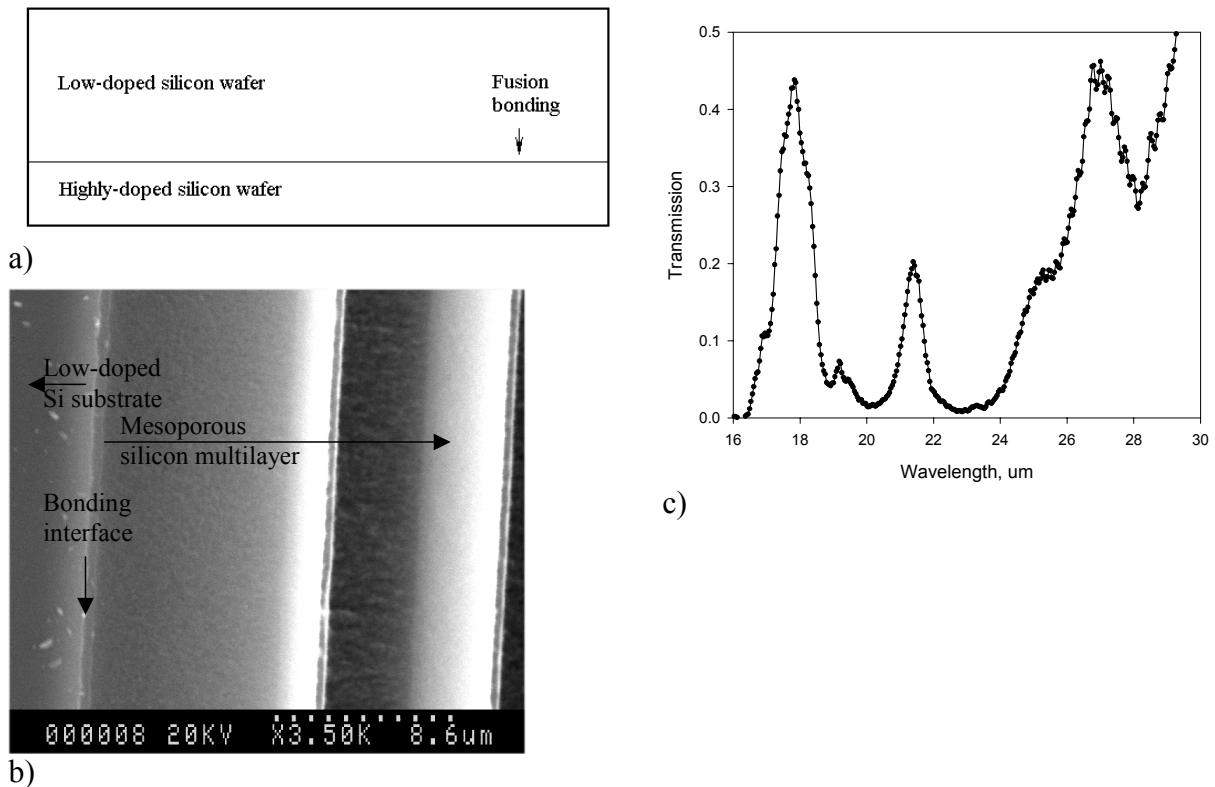 Low-doped silicon wafer
Fusion
bonding
Highly-doped silicon wafer
a)
Low-doped
Si substrate
Mesoporous
silicon multilayer
Bonding
interface
000008 20KV X3.50K 8.6um
b)
0.5
0.4
0.3
0.2
0.1
0.0
Transmission
16 18 20 22 24 26 28 30
Wavelength, um
c)